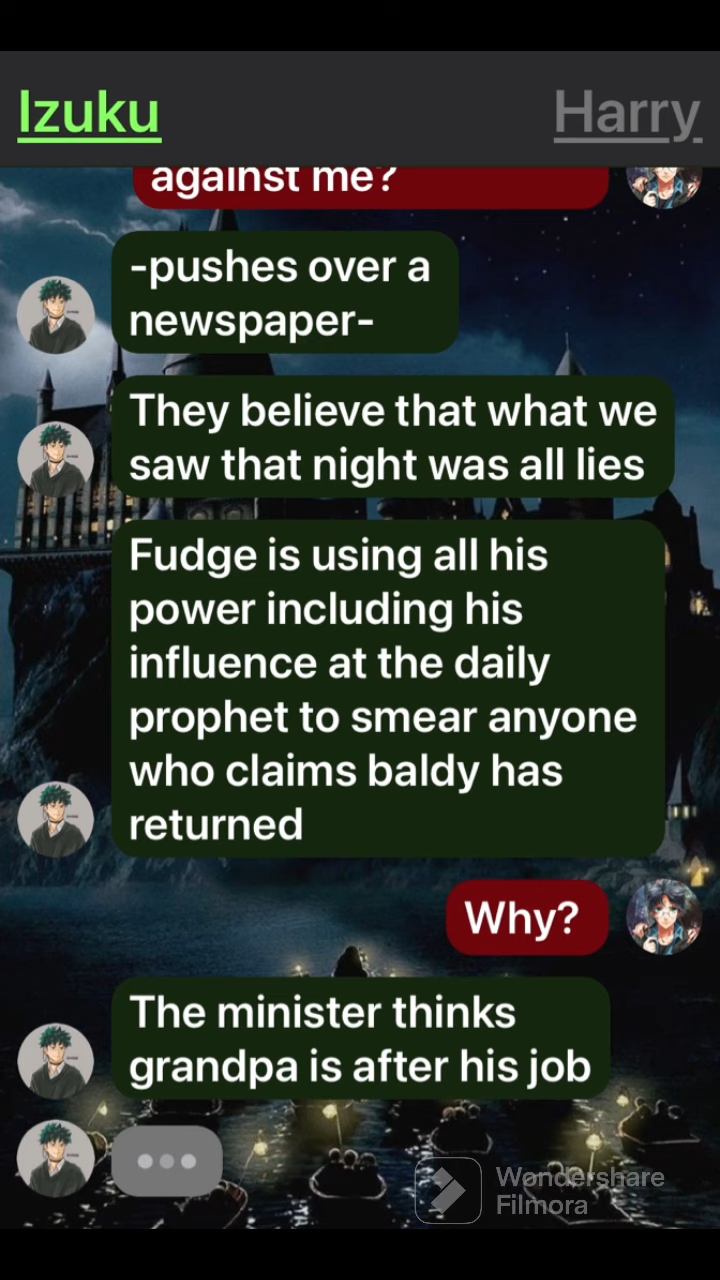 Izuku
Harry
against me?
-pushes over a
newspaper-
They believe that what we
saw that night was all lies
Fudge is using all his
power including his
influence at the daily
prophet to smear anyone
who claims baldy has
returned
Why?
The minister thinks
grandpa is after his job
Wondershare
Filmora